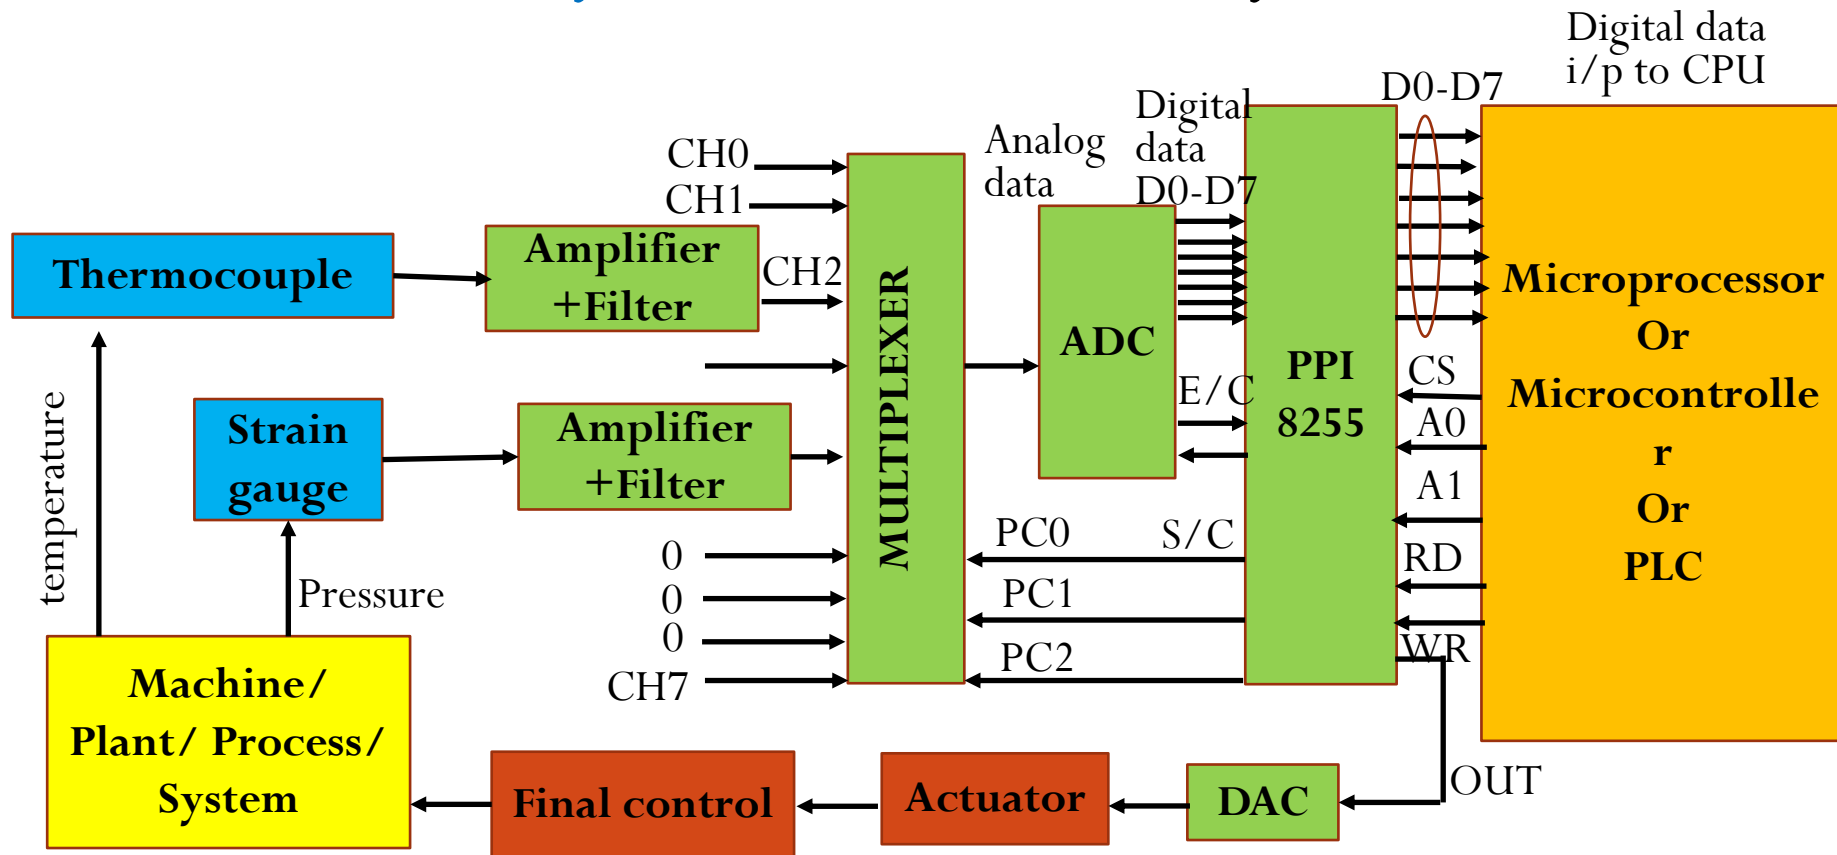 Digital data
i/p to CPU
D0-D7
Digital
data
D0-D7
Analog
data
CH0
CH1
Thermocouple
Amplifier
+Filter
CH2
MULTIPLEXER
ADC
E/C
PPI
8255
CS
A0
A1
RD
WR
Microprocessor
Or
Microcontrolle
r
Or
PLC
temperature
Strain
gauge
Amplifier
+Filter
Pressure
0
0
0
CH7
PC0
S/C
PC1
PC2
Machine/
Plant/ Process/
System
Final control
Actuator
DAC
OUT